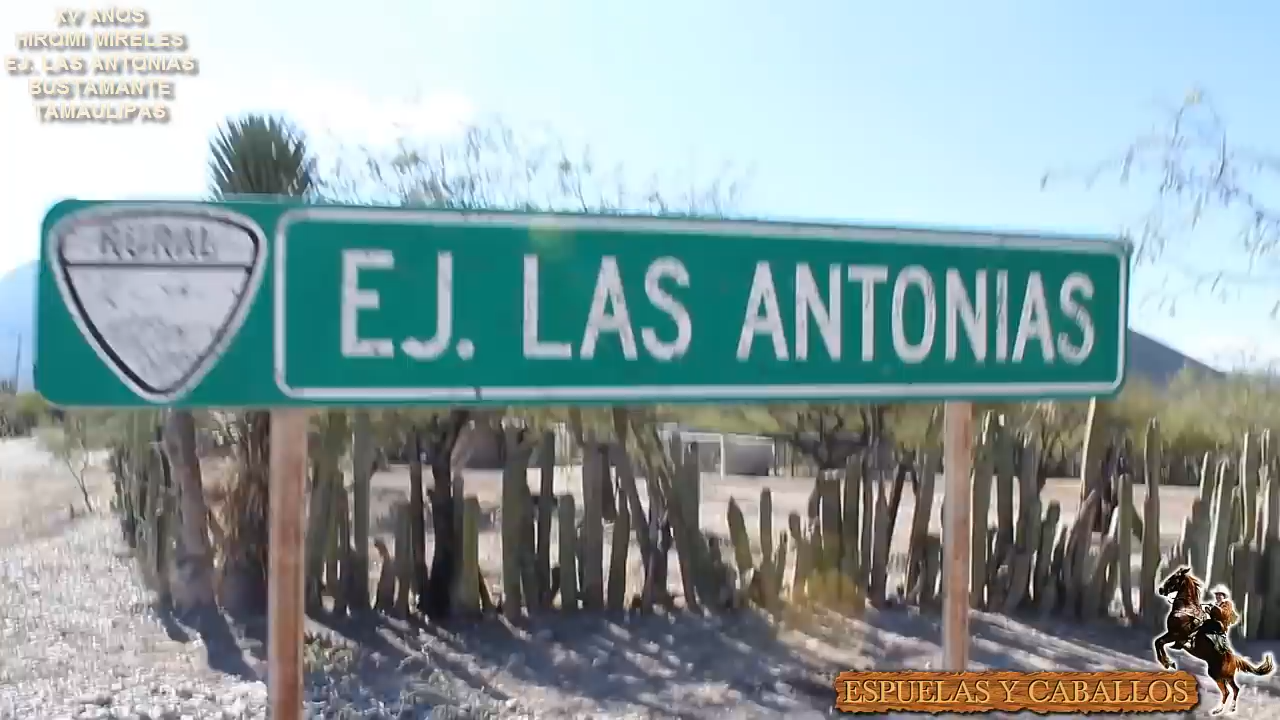 XV AÑOS
HIROMI MIRELES
EJ. LAS ANTONIAS
BUSTAMANTE
TAMAULIPAS
RURAL
EJ. LAS ANTONIAS
ESPUELAS Y CABALLOS